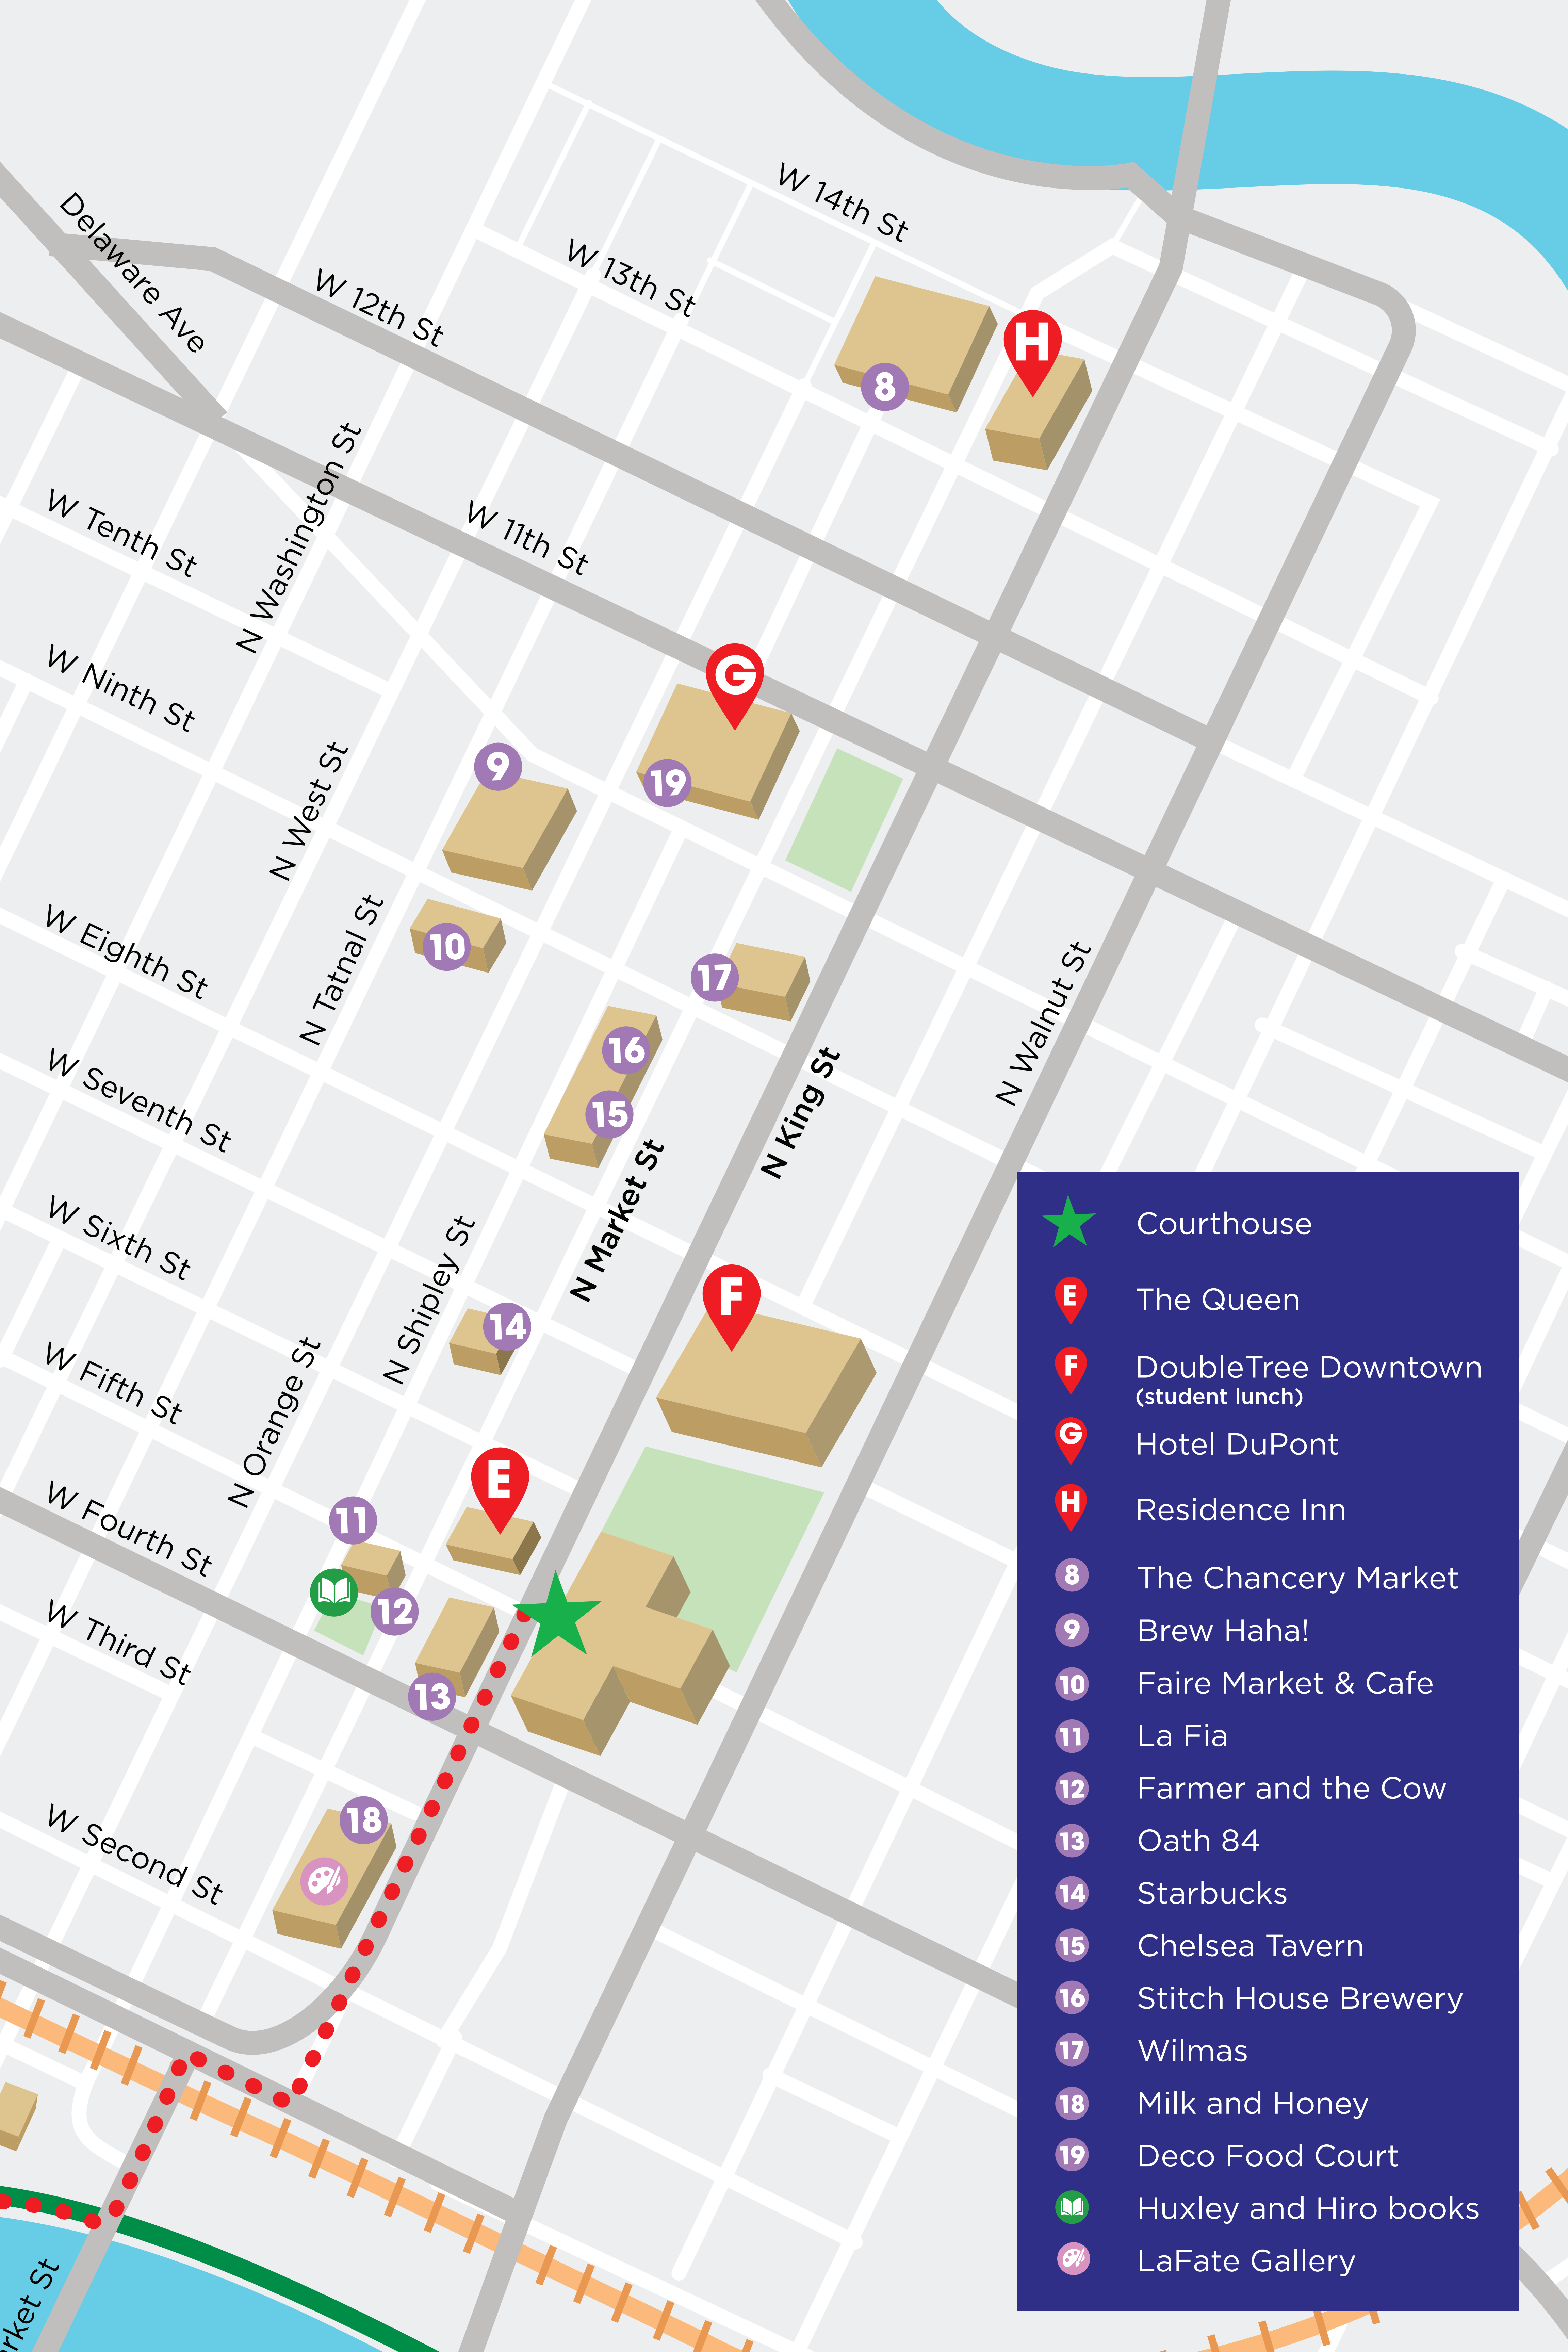 W 14th St
W 13th St
Delaware Ave
W 12th St
H
8
N Washington St
W Tenth St
W 11th St
G
W Ninth St
9
19
N West St
10
17
N Tatnal St
W Eighth St
16
15
N King St
N Walnut St
W Seventh St
N Market St
W Sixth St
N Shipley St
14
F
W Fifth St
N Orange St
E
11
W Fourth St
12
13
W Third St
18
W Second St
rket St
Courthouse
E The Queen
F DoubleTree Downtown
(student lunch)
G Hotel DuPont
H Residence Inn
8 The Chancery Market
9 Brew Haha!
10 Faire Market & Cafe
11 La Fia
12 Farmer and the Cow
13 Oath 84
14 Starbucks
15 Chelsea Tavern
16 Stitch House Brewery
17 Wilmas
18 Milk and Honey
19 Deco Food Court
Huxley and Hiro books
LaFate Gallery